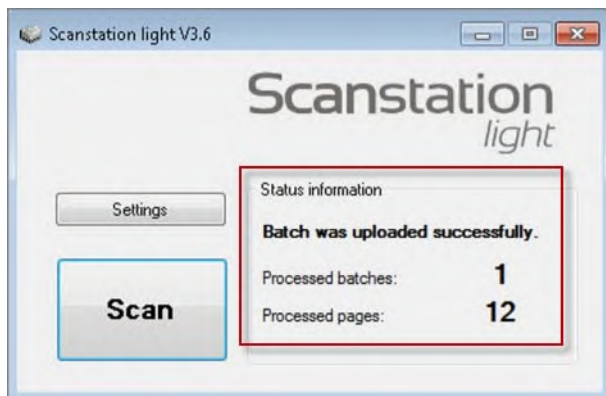 Scanstation light V3.6
Scanstation
light
Settings
Scan
Status information
Batch was uploaded successfully.
Processed batches: 1
Processed pages: 12